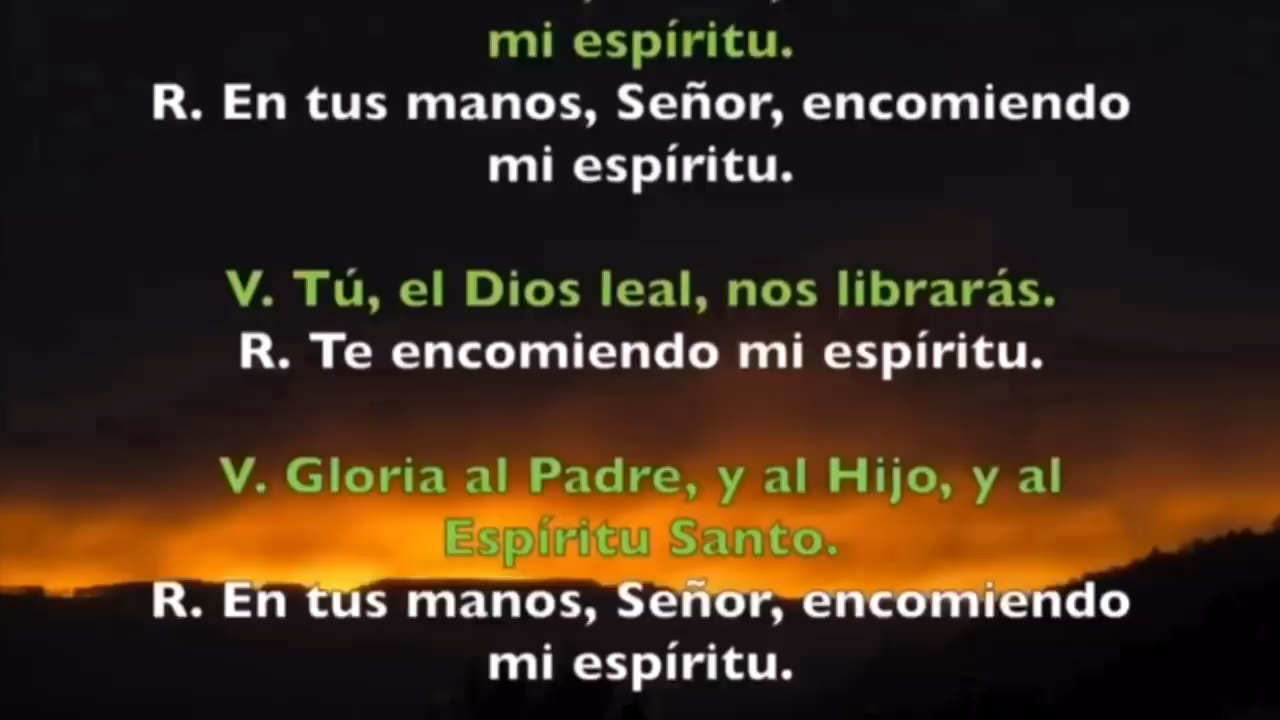 mi espíritu.
R. En tus manos, Señor, encomiendo
mi espíritu.
V. Tú, el Dios leal, nos librarás.
R. Te encomiendo mi espíritu.
V. Gloria al Padre, y al Hijo, y al
Espíritu Santo.
R. En tus manos, Señor, encomiendo
mi espíritu.